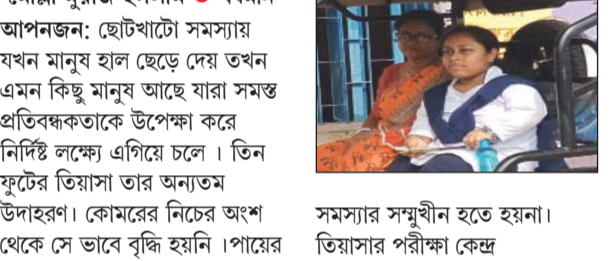 আপনজন: ছোটখাটো সমস্যায়
যখন মানুষ হাল ছেড়ে দেয় তখন
এমন কিছু মানুষ আছে যারা সমস্ত
প্রতিবন্ধকতাকে উপেক্ষা করে
নির্দিষ্ট লক্ষ্যে এগিয়ে চলে । তিন
ফুটের তিয়াসা তার অন্যতম
উদাহরণ। কোমরের নিচের অংশ
থেকে সে ভাবে বৃদ্ধি হয়নি ।পায়ের
সমস্যার সম্মুখীন হতে হয়না।
তিয়াসার পরীক্ষা কেন্দ্র